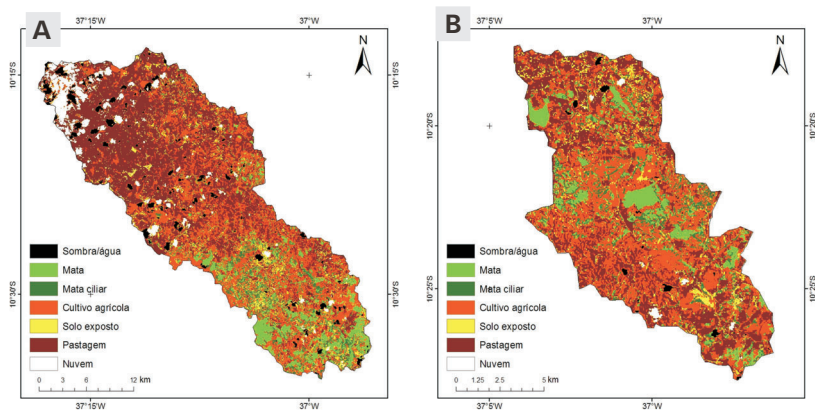 A
37°15'W
37°W
N
10°15'S
10°15'S
10°30'S
10°30'S
Sombra/água
Mata
Mata ciliar
Cultivo agrícola
Solo exposto
Pastagem
Nuvem
0 3 6 12 km
37°15'W
37°W
B
37°5'W
37°W
N
10°20'S
10°20'S
10°25'S
10°25'S
Sombra/água
Mata
Mata ciliar
Cultivo agrícola
Solo exposto
Pastagem
Nuvem
0 1.25 2.5 5 km
37°5'W
37°W